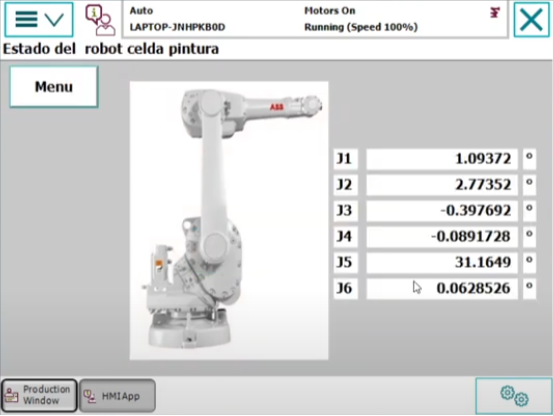 Auto
LAPTOP-JNHPKB0D
Motors On
Running (Speed 100%)
Estado del robot celda pintura
Menu
ABB
J1 1.09372 °
J2 2.77352 °
J3 -0.397692 °
J4 -0.0891728 °
J5 31.1649 °
J6 0.0628526 °
Production
Window
HMIApp